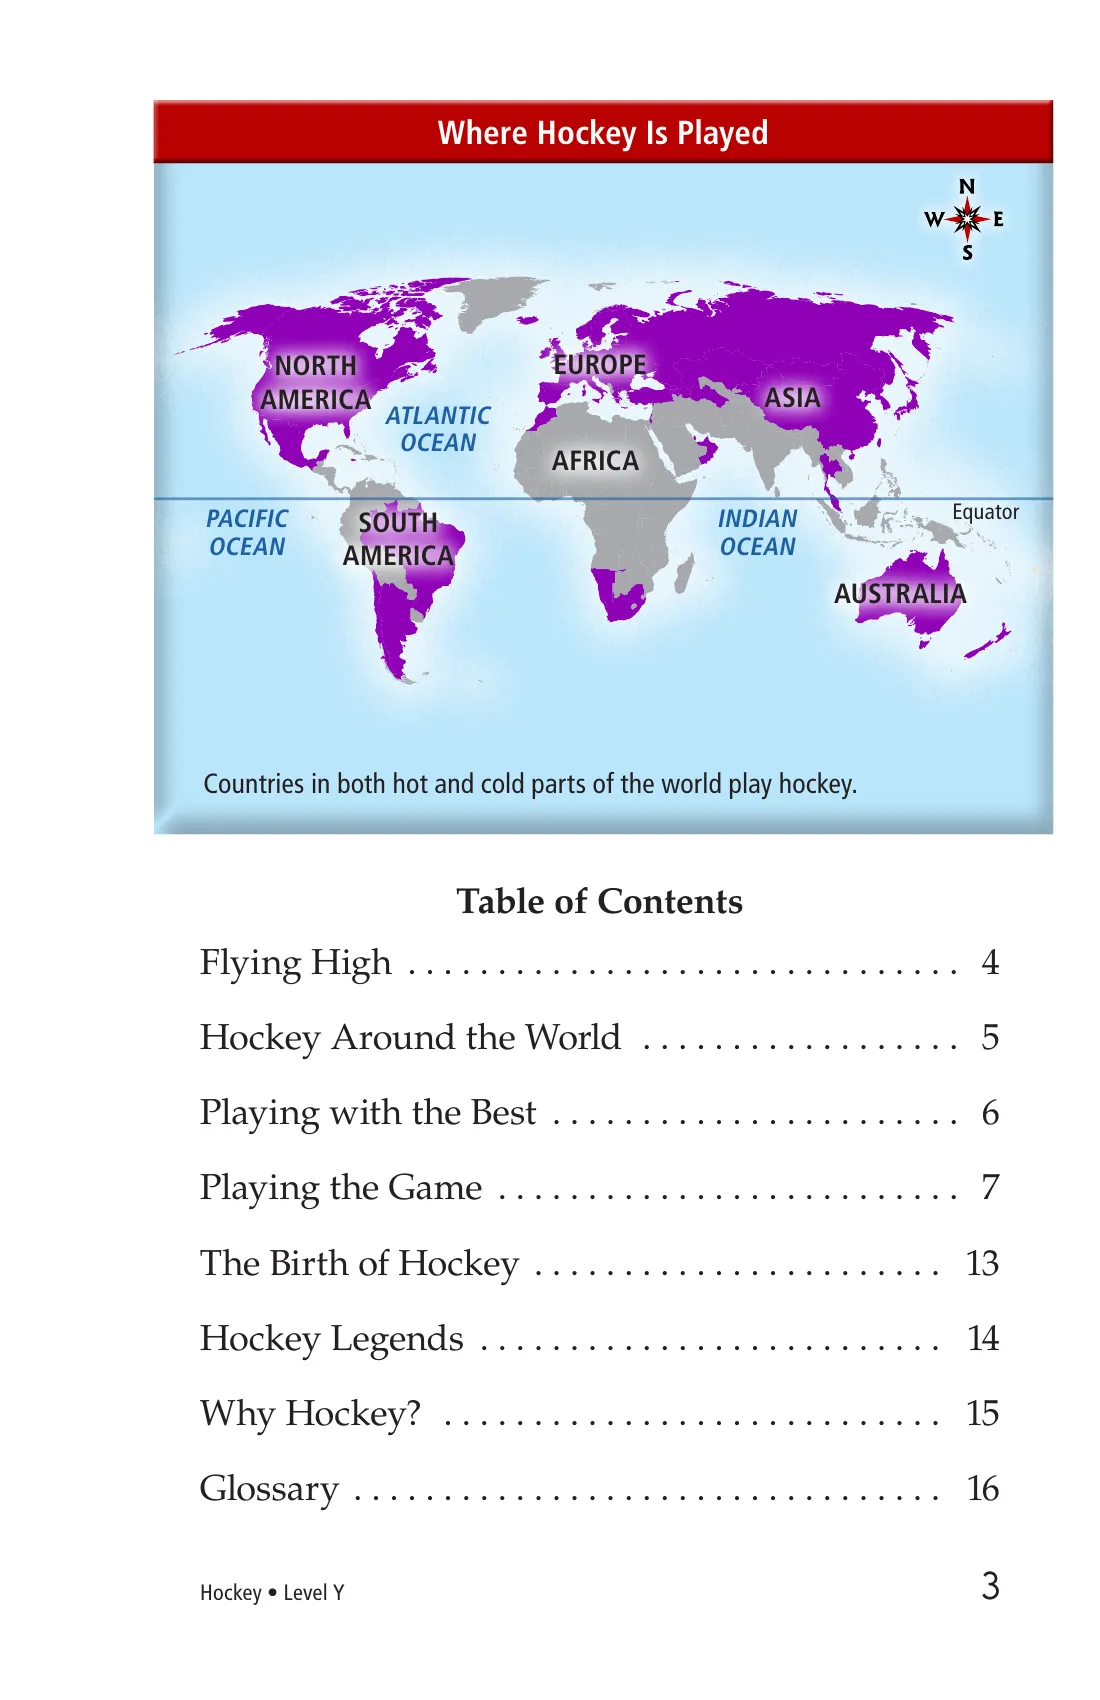 Where Hockey Is Played
N
W E
S
NORTH
AMERICA
EUROPE
ASIA
ATLANTIC
OCEAN
AFRICA
PACIFIC
OCEAN
SOUTH
AMERICA
INDIAN
OCEAN
Equator
AUSTRALIA
Countries in both hot and cold parts of the world play hockey.
Table of Contents
Flying High . . . . . . . . . . . . . . . . . . . . . . . . . . . . . . . 4
Hockey Around the World . . . . . . . . . . . . . . . . . . 5
Playing with the Best . . . . . . . . . . . . . . . . . . . . . . . 6
Playing the Game . . . . . . . . . . . . . . . . . . . . . . . . . . 7
The Birth of Hockey . . . . . . . . . . . . . . . . . . . . . . . 13
Hockey Legends . . . . . . . . . . . . . . . . . . . . . . . . . . 14
Why Hockey? . . . . . . . . . . . . . . . . . . . . . . . . . . . . 15
Glossary . . . . . . . . . . . . . . . . . . . . . . . . . . . . . . . . . 16
Hockey • Level Y
3